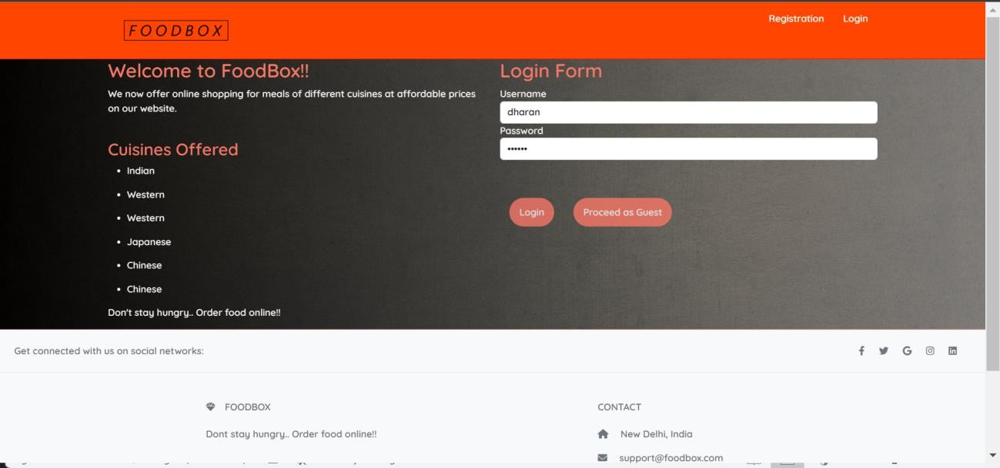 FOODBOX
Registration Login
Welcome to FoodBox!!
We now offer online shopping for meals of different cuisines at affordable prices
on our website.
Cuisines Offered
• Indian
• Western
• Western
• Japanese
• Chinese
• Chinese
Don't stay hungry.. Order food online!!
Login Form
Username
dharan
Password
••••••
Login Proceed as Guest
Get connected with us on social networks:
FOODBOX
Dont stay hungry.. Order food online!!
CONTACT
New Delhi, India
support@foodbox.com